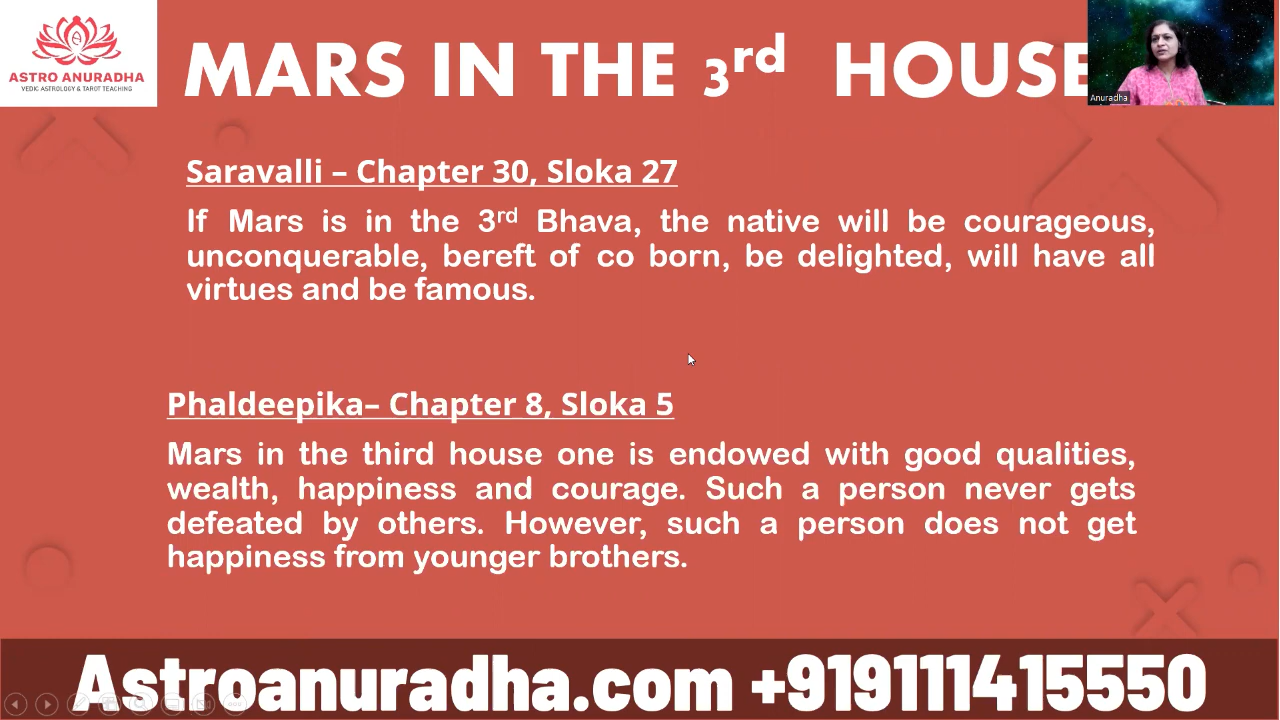 ASTRO ANURADHA
VEDIC ASTROLOGY & TAROT TEACHING
MARS IN THE 3rd HOUSE
Anuradha
Saravalli – Chapter 30, Sloka 27
If Mars is in the 3rd Bhava, the native will be courageous,
unconquerable, bereft of co born, be delighted, will have all
virtues and be famous.
Phaldeepika– Chapter 8, Sloka 5
Mars in the third house one is endowed with good qualities,
wealth, happiness and courage. Such a person never gets
defeated by others. However, such a person does not get
happiness from younger brothers.
Astroanuradha.com +919111415550